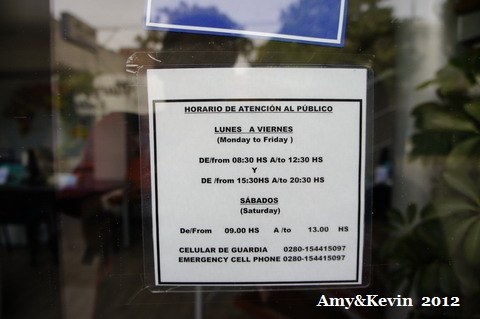 HORARIO DE ATENCIÓN AL PÚBLICO
LUNES A VIERNES
(Monday to Friday )
DE/from 08:30 HS A/to 12:30 HS
Y
DE /from 15:30HS A/to 20:30 HS
SÁBADOS
(Saturday)
De/From 09.00 HS A /to 13.00 HS
CELULAR DE GUARDIA 0280-154415097
EMERGENCY CELL PHONE 0280-154415097
Amy&Kevin 2012